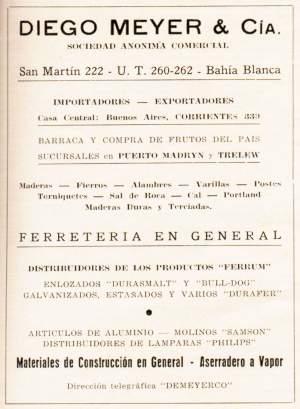 DIEGO MEYER & CÍA.
SOCIEDAD ANONIMA COMERCIAL
San Martín 222 - U. T. 260-262 - Bahía Blanca
IMPORTADORES — EXPORTADORES
Casa Central: Buenos Aires, CORRIENTES 839
BARRACA Y COMPRA DE FRUTOS DEL PAIS
SUCURSALES en PUERTO MADRYN y TRELEW
Maderas — Fierros — Alambres — Varillas — Postes
Torniquetes — Sal de Roca — Cal — Portland
Maderas Duras y Terciadas.
FERRETERIA EN GENERAL
DISTRIBUIDORES DE LOS PRODUCTOS "FERRUM"
ENLOZADOS "DURASMALT" Y "BULL-DOG"
GALVANIZADOS, ESTAÑADOS Y VARIOS "DURAFER"
ARTICULOS DE ALUMINIO — MOLINOS "SAMSON"
DISTRIBUIDORES DE LAMPARAS "PHILIPS"
Materiales de Construcción en General - Aserradero a Vapor
Dirección telegráfica "DEMEYERCO"